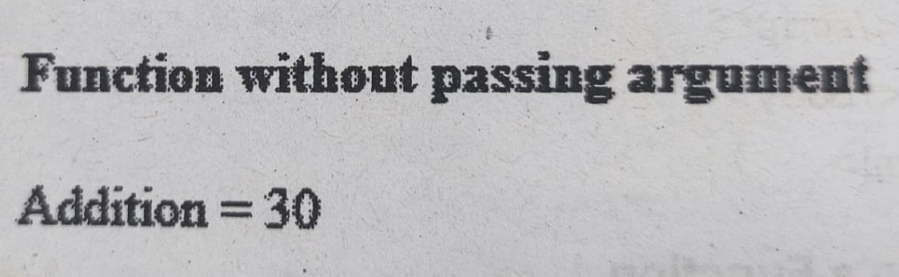 Function without passing argument
Addition = 30